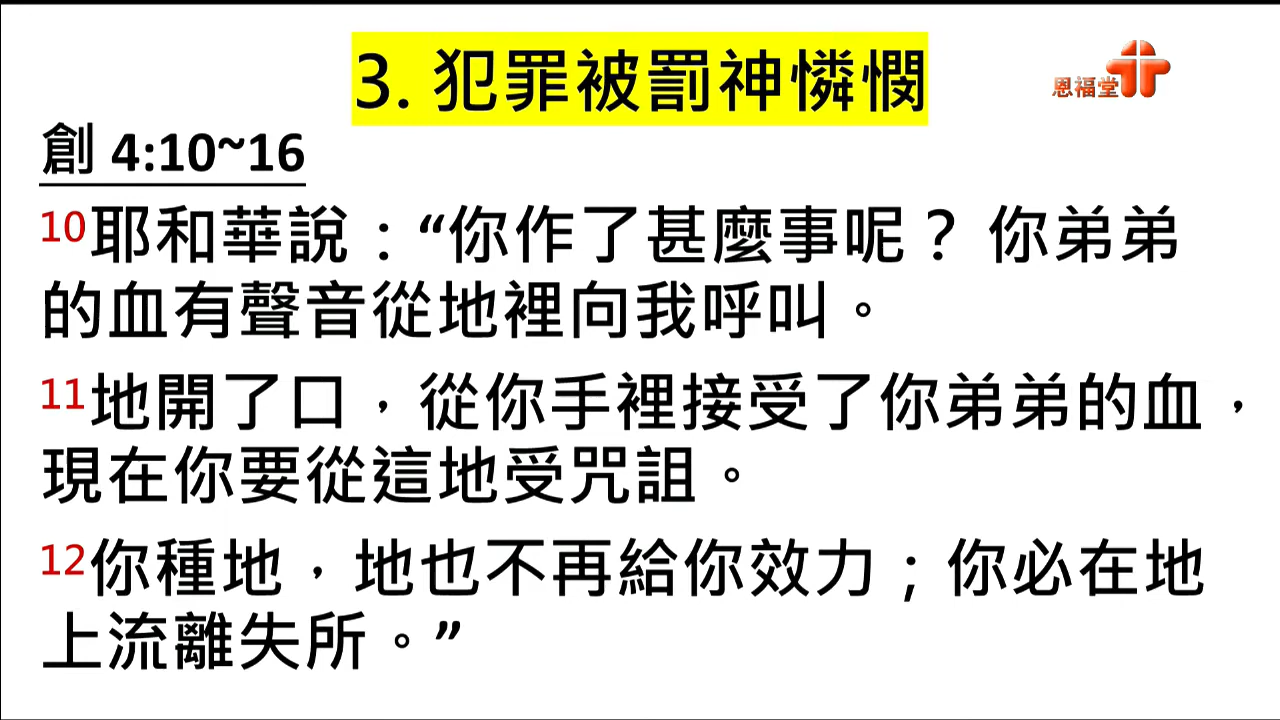 3. 犯罪被罰神憐憫
恩福堂
創 4:10~16
10耶和華說：“你作了甚麼事呢？ 你弟弟
的血有聲音從地裡向我呼叫。
11地開了口，從你手裡接受了你弟弟的血，
現在你要從這地受咒詛。
12你種地，地也不再給你效力；你必在地
上流離失所。”